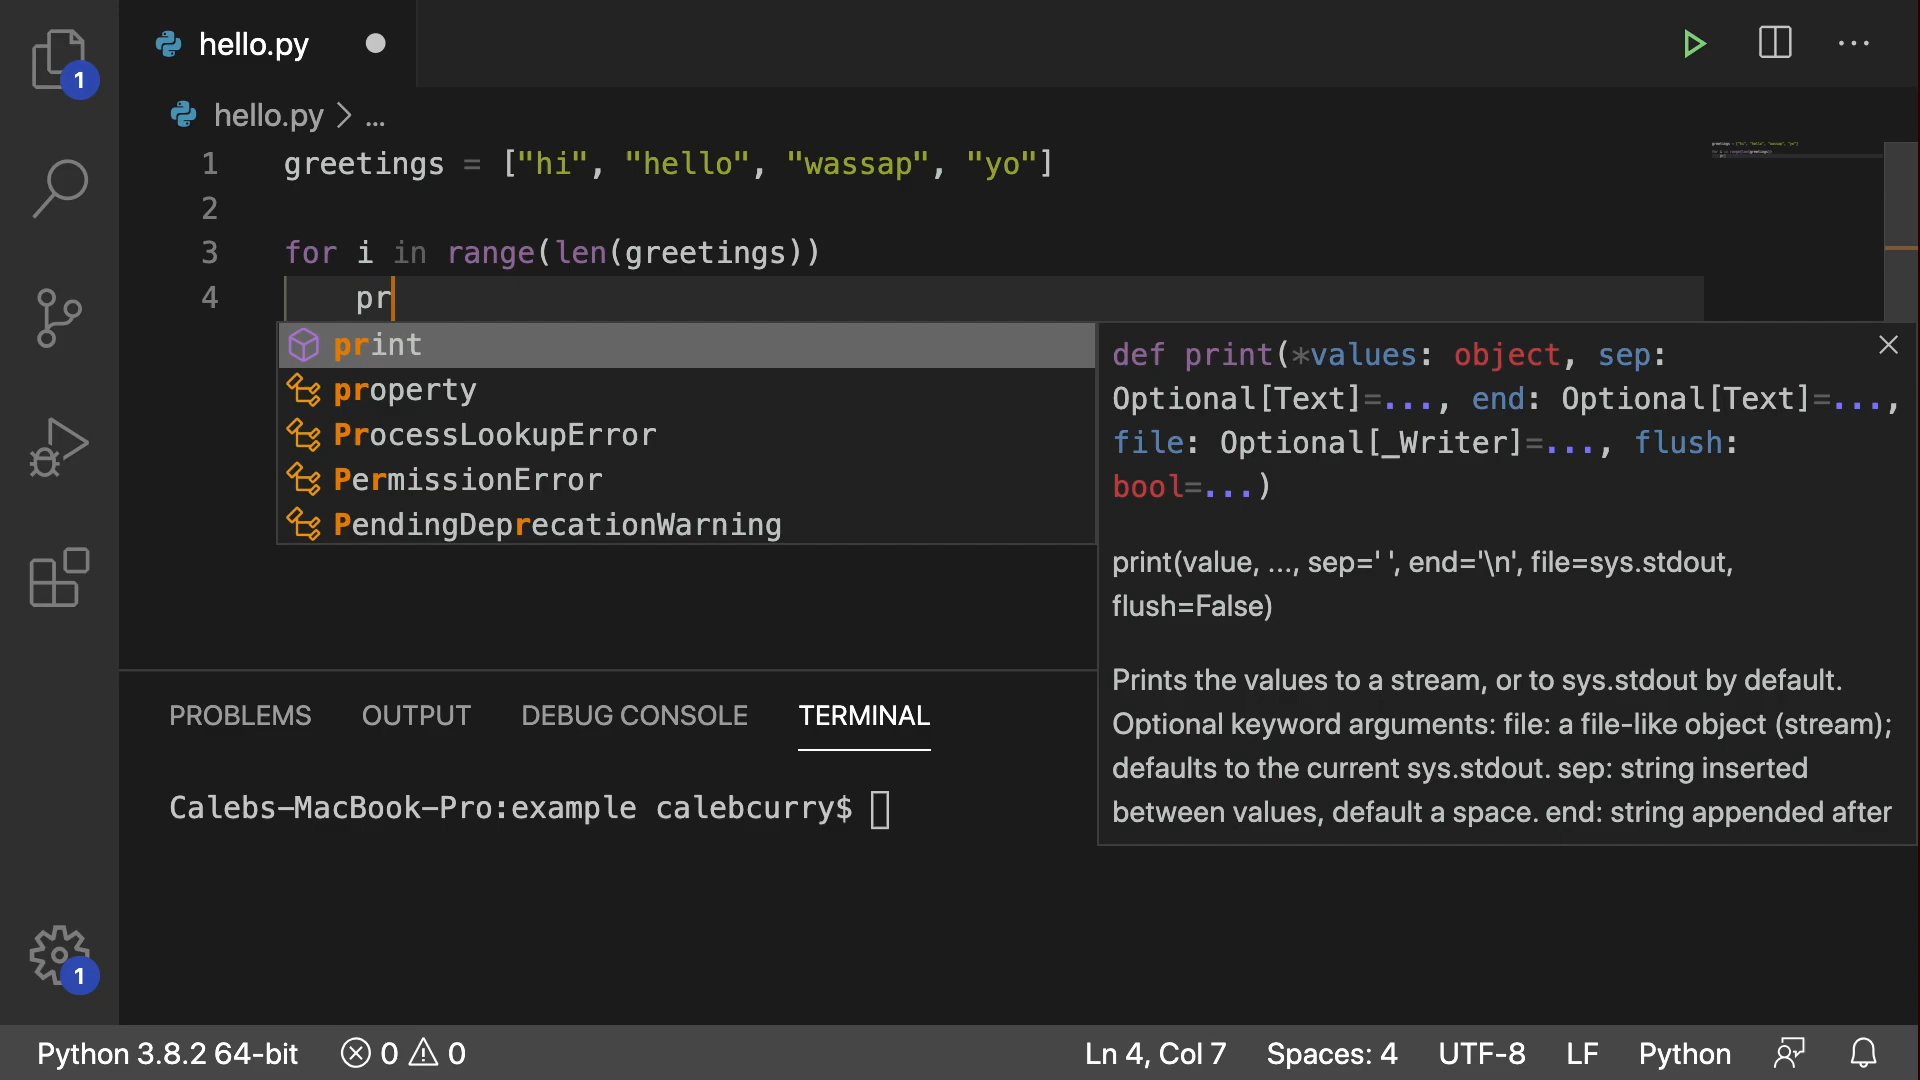 1
hello.py
hello.py > ...
1 greetings = ["hi", "hello", "wassap", "yo"]
2
3 for i in range(len(greetings))
4 pr
print
property
ProcessLookupError
PermissionError
PendingDeprecationWarning
def print(*values: object, sep:
Optional[Text]=..., end: Optional[Text]=...,
file: Optional[_Writer]=..., flush:
bool=...)
print(value, ..., sep=' ', end='\n', file=sys.stdout,
flush=False)
Prints the values to a stream, or to sys.stdout by default.
Optional keyword arguments: file: a file-like object (stream);
defaults to the current sys.stdout. sep: string inserted
between values, default a space. end: string appended after
PROBLEMS OUTPUT DEBUG CONSOLE TERMINAL
Calebs-MacBook-Pro:example calebcurry$
1
Python 3.8.2 64-bit 0 0 Ln 4, Col 7 Spaces: 4 UTF-8 LF Python